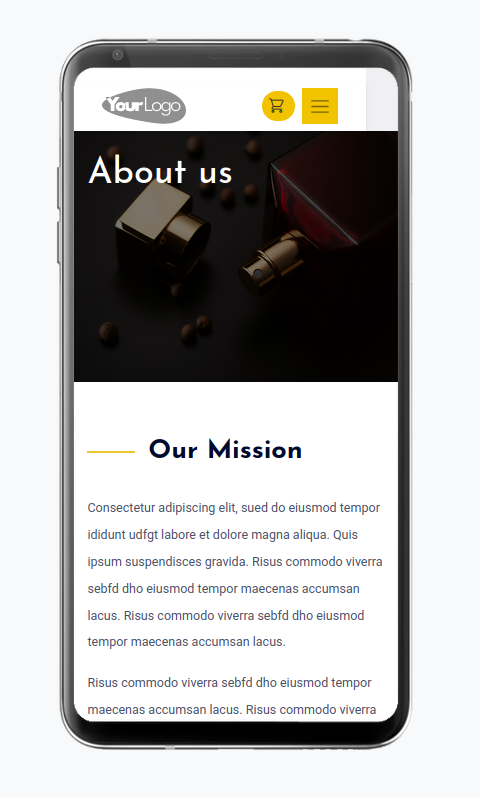 Your Logo
About us
Our Mission
Consectetur adipiscing elit, sued do eiusmod tempor
ididunt udfgt labore et dolore magna aliqua. Quis
ipsum suspendisces gravida. Risus commodo viverra
sebfd dho eiusmod tempor maecenas accumsan
lacus. Risus commodo viverra sebfd dho eiusmod
tempor maecenas accumsan lacus.
Risus commodo viverra sebfd dho eiusmod tempor
maecenas accumsan lacus. Risus commodo viverra